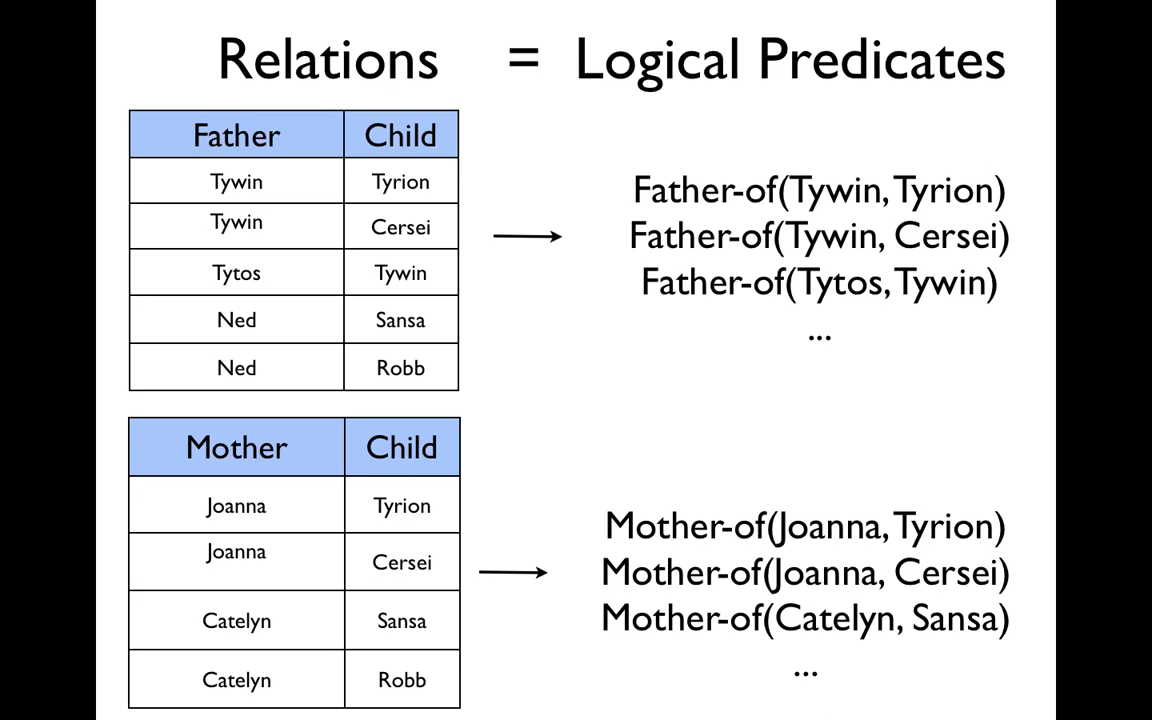 Relations = Logical Predicates
Father Child
Tywin Tyrion
Tywin Cersei
Tytos Tywin
Ned Sansa
Ned Robb
Father-of(Tywin, Tyrion)
Father-of(Tywin, Cersei)
Father-of(Tytos, Tywin)
...
Mother Child
Joanna Tyrion
Joanna Cersei
Catelyn Sansa
Catelyn Robb
Mother-of(Joanna, Tyrion)
Mother-of(Joanna, Cersei)
Mother-of(Catelyn, Sansa)
...